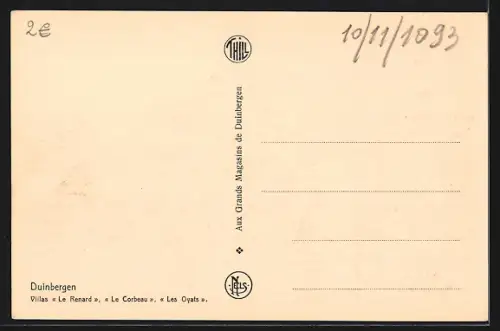 2€
THILL
10/11/1093
Aux Grands Magasins de Duinbergen
NELS
Duinbergen
Villas « Le Renard », « Le Corbeau », « Les Oyats ».